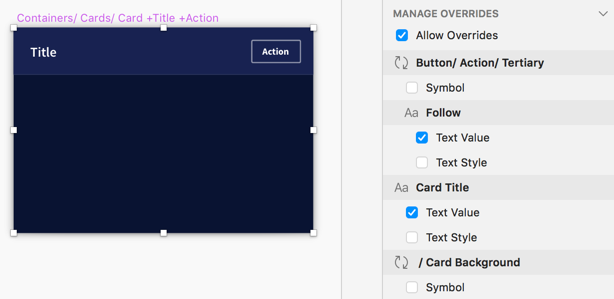 Containers/ Cards/ Card +Title +Action
Title
Action
MANAGE OVERRIDES
Allow Overrides
Button/ Action/ Tertiary
Symbol
Aa Follow
Text Value
Text Style
Aa Card Title
Text Value
Text Style
/ Card Background
Symbol